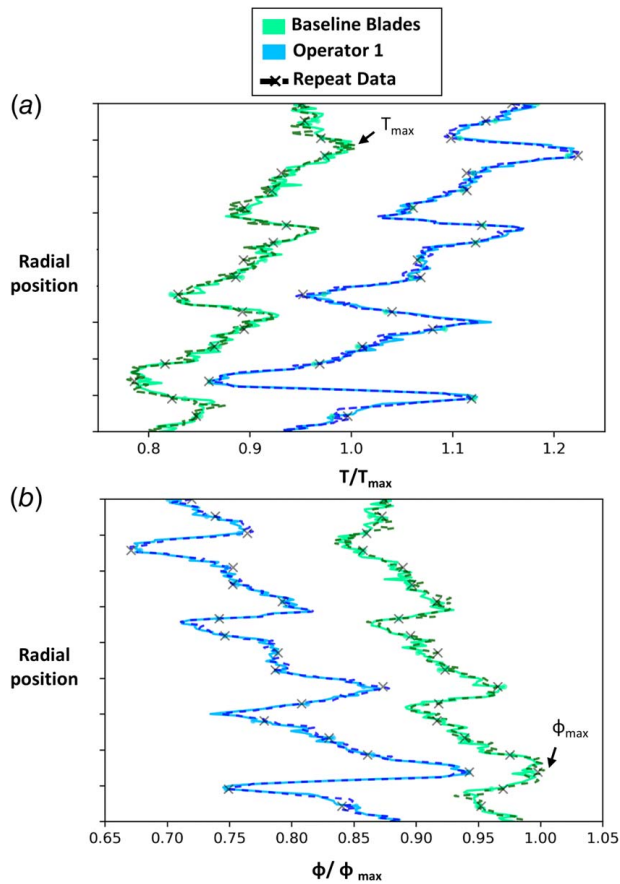 Baseline Blades
Operator 1
Repeat Data
(a)
Tmax
Radial
position
0.8 0.9 1.0 1.1 1.2
T/Tmax
(b)
Radial
position
ϕmax
0.65 0.70 0.75 0.80 0.85 0.90 0.95 1.00 1.05
ϕ/ ϕ max